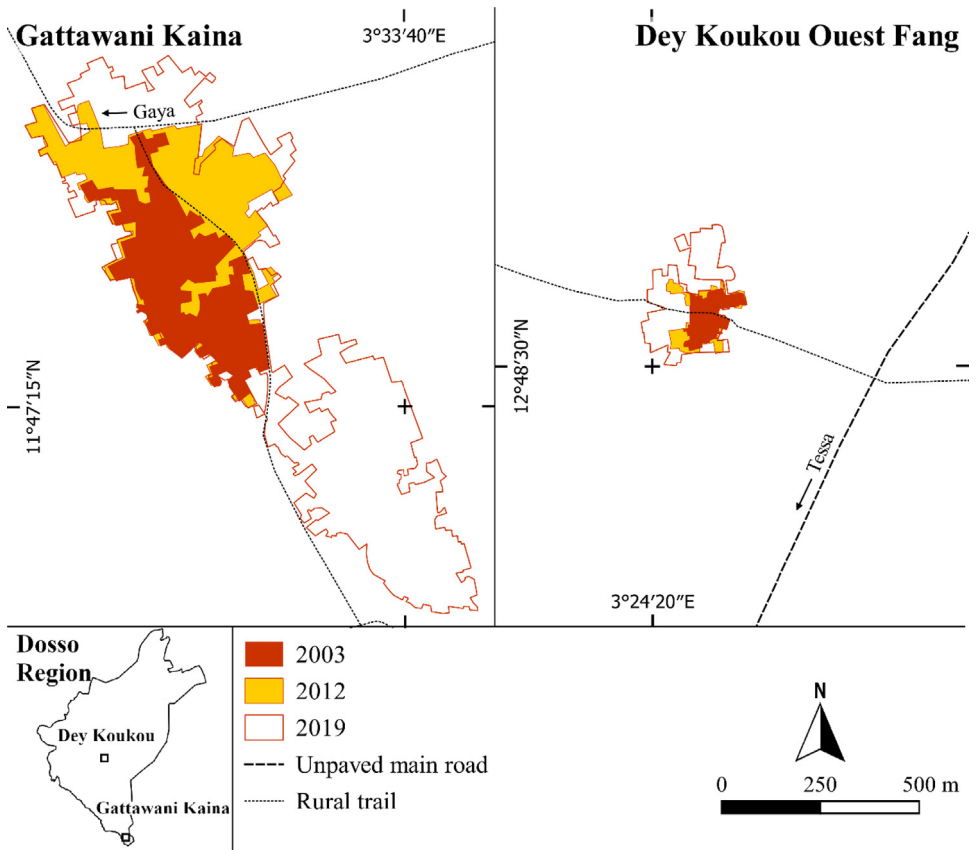 Gattawani Kaina
3°33′40″E
Dey Koukou Ouest Fang
Gaya
11°47′15″N
12°48′30″N
Tessa
3°24′20″E
Dosso
Region
Dey Koukou
Gattawani Kaina
2003
2012
2019
Unpaved main road
Rural trail
N
0 250 500 m